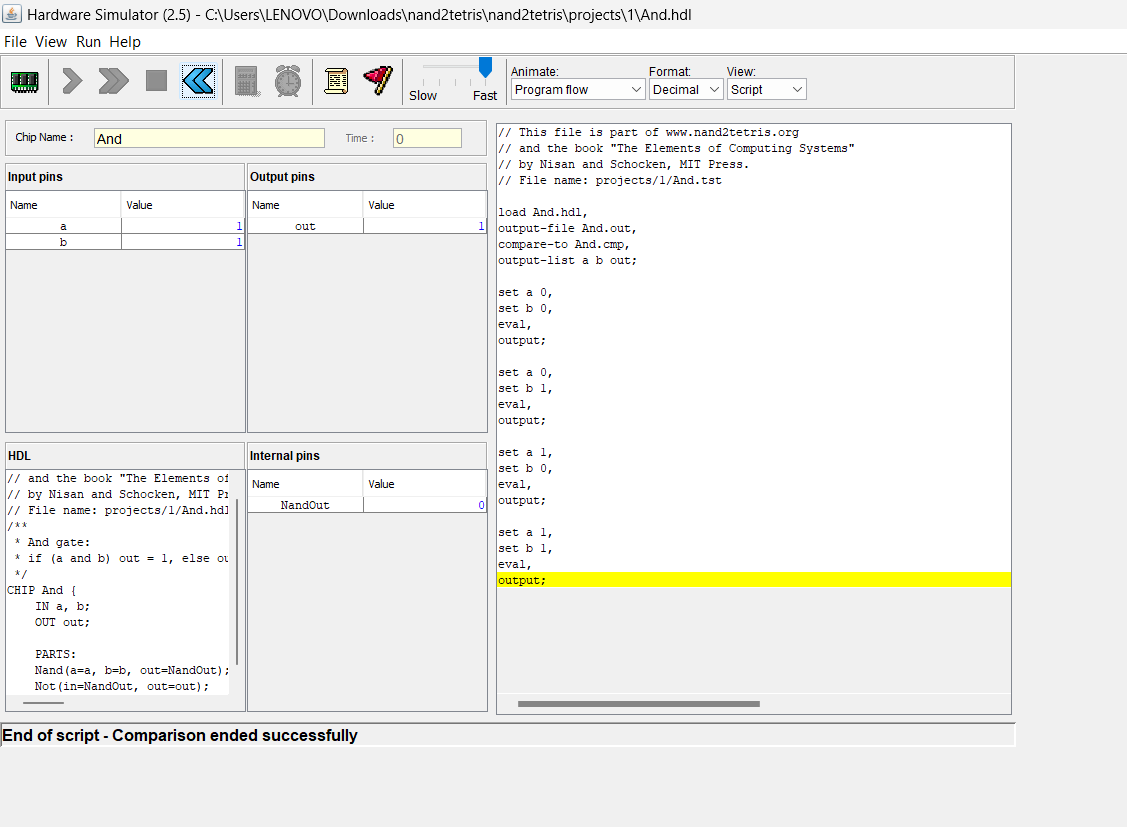 Hardware Simulator (2.5) - C:\Users\LENOVO\Downloads\nand2tetris\nand2tetris\projects\1\And.hdl
File View Run Help
Slow Fast
Animate:
Program flow
Format:
Decimal
View:
Script
Chip Name : And Time : 0
Input pins
Name Value
a 1
b 1
Output pins
Name Value
out 1
HDL
// and the book "The Elements of
// by Nisan and Schocken, MIT Pr
// File name: projects/1/And.hdl
/**
* And gate:
* if (a and b) out = 1, else ou
*/
CHIP And {
IN a, b;
OUT out;
PARTS:
Nand(a=a, b=b, out=NandOut);
Not(in=NandOut, out=out);
Internal pins
Name Value
NandOut 0
// This file is part of www.nand2tetris.org
// and the book "The Elements of Computing Systems"
// by Nisan and Schocken, MIT Press.
// File name: projects/1/And.tst
load And.hdl,
output-file And.out,
compare-to And.cmp,
output-list a b out;
set a 0,
set b 0,
eval,
output;
set a 0,
set b 1,
eval,
output;
set a 1,
set b 0,
eval,
output;
set a 1,
set b 1,
eval,
output;
End of script - Comparison ended successfully